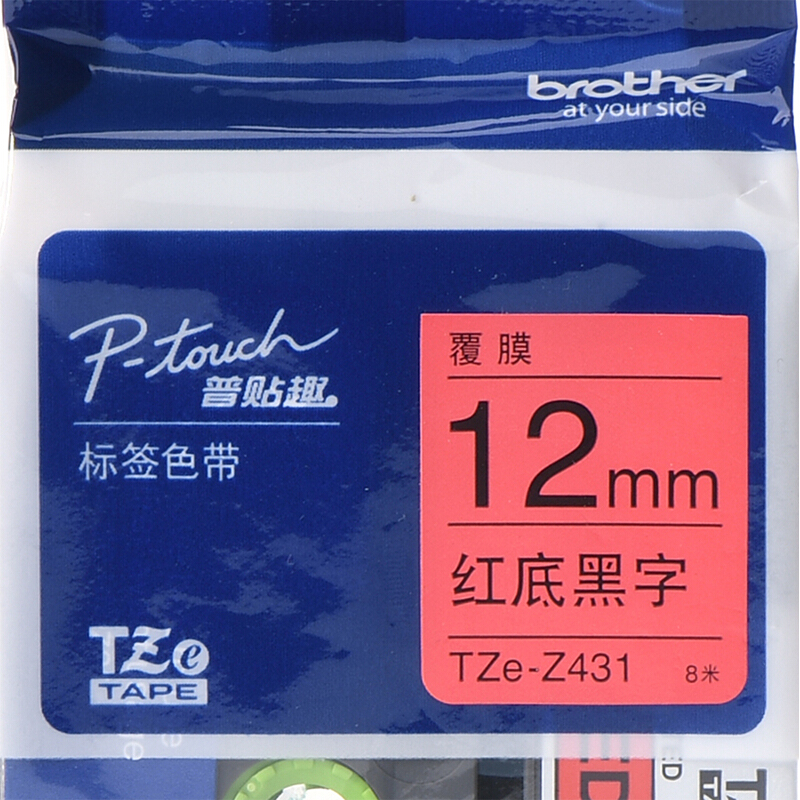 brother
at your side
P-touch
普贴趣
标签色带
TZe
TAPE
覆膜
12mm
红底黑字
TZe-Z431 8米